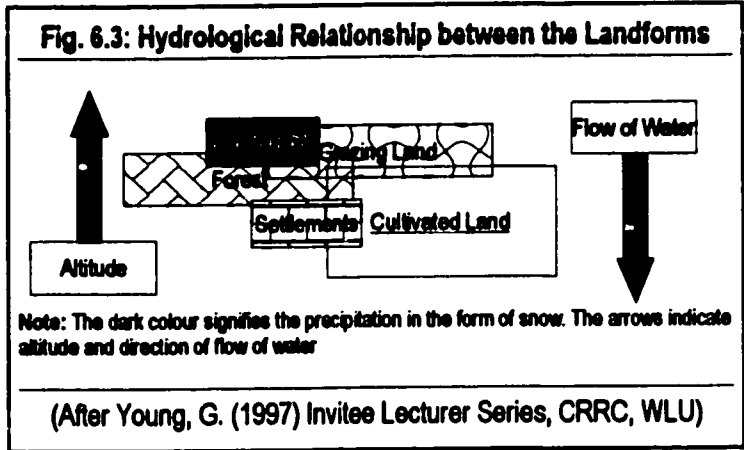 Fig. 6.3: Hydrological Relationship between the Landforms
Flow of Water
Grazing Land
Forest
Settlements
Cultivated Land
Altitude
Note: The dark colour signifies the precipitation in the form of snow. The arrows indicate
altitude and direction of flow of water
(After Young, G. (1997) Invitee Lecturer Series, CRRC, WLU)